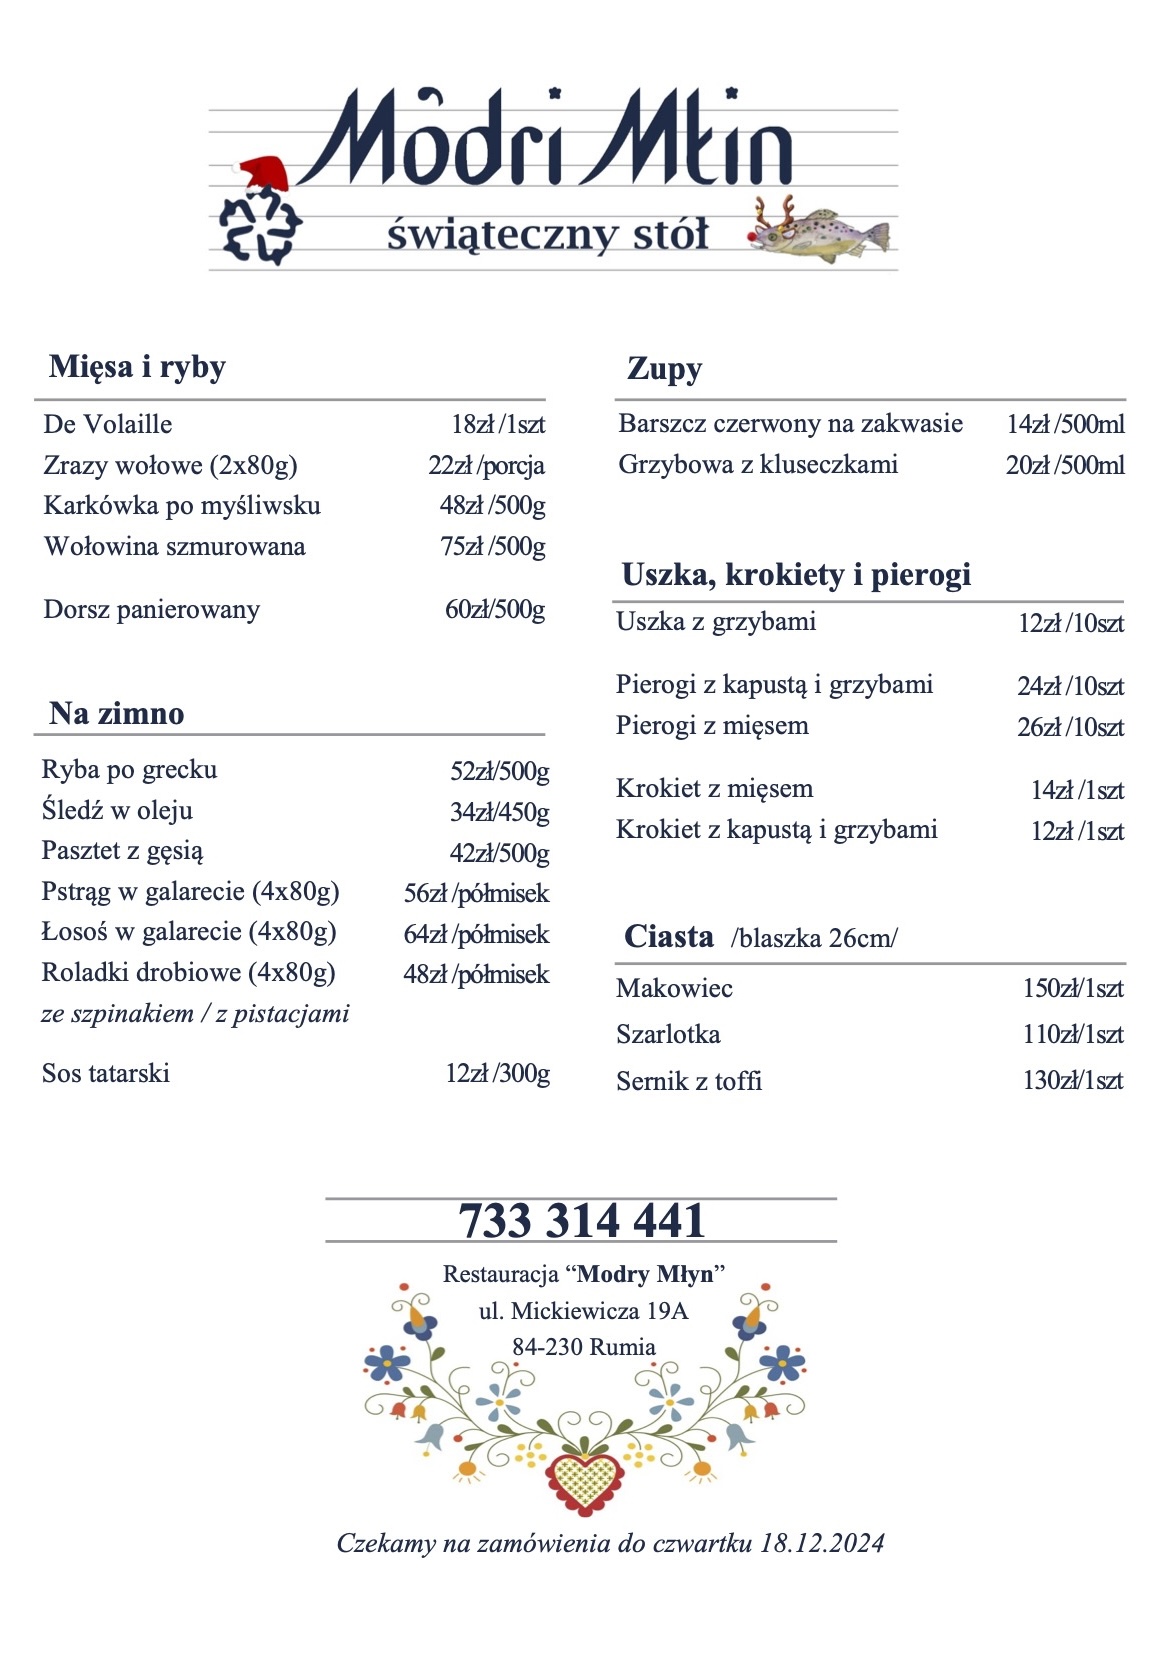 Mòdri Młin
świąteczny stół
Mięsa i ryby
De Volaille 18zł /1szt
Zrazy wołowe (2x80g) 22zł /porcja
Karkówka po myśliwsku 48zł /500g
Wołowina szmurowana 75zł /500g
Dorsz panierowany 60zł/500g
Na zimno
Ryba po grecku 52zł/500g
Śledź w oleju 34zł/450g
Pasztet z gęsią 42zł/500g
Pstrąg w galarecie (4x80g) 56zł /półmisek
Łosoś w galarecie (4x80g) 64zł /półmisek
Roladki drobiowe (4x80g) 48zł /półmisek
ze szpinakiem / z pistacjami
Sos tatarski 12zł /300g
Zupy
Barszcz czerwony na zakwasie 14zł /500ml
Grzybowa z kluseczkami 20zł /500ml
Uszka, krokiety i pierogi
Uszka z grzybami 12zł /10szt
Pierogi z kapustą i grzybami 24zł /10szt
Pierogi z mięsem 26zł /10szt
Krokiet z mięsem 14zł /1szt
Krokiet z kapustą i grzybami 12zł /1szt
Ciasta /blaszka 26cm/
Makowiec 150zł/1szt
Szarlotka 110zł/1szt
Sernik z toffi 130zł/1szt
733 314 441
Restauracja “Modry Młyn”
ul. Mickiewicza 19A
84-230 Rumia
Czekamy na zamówienia do czwartku 18.12.2024